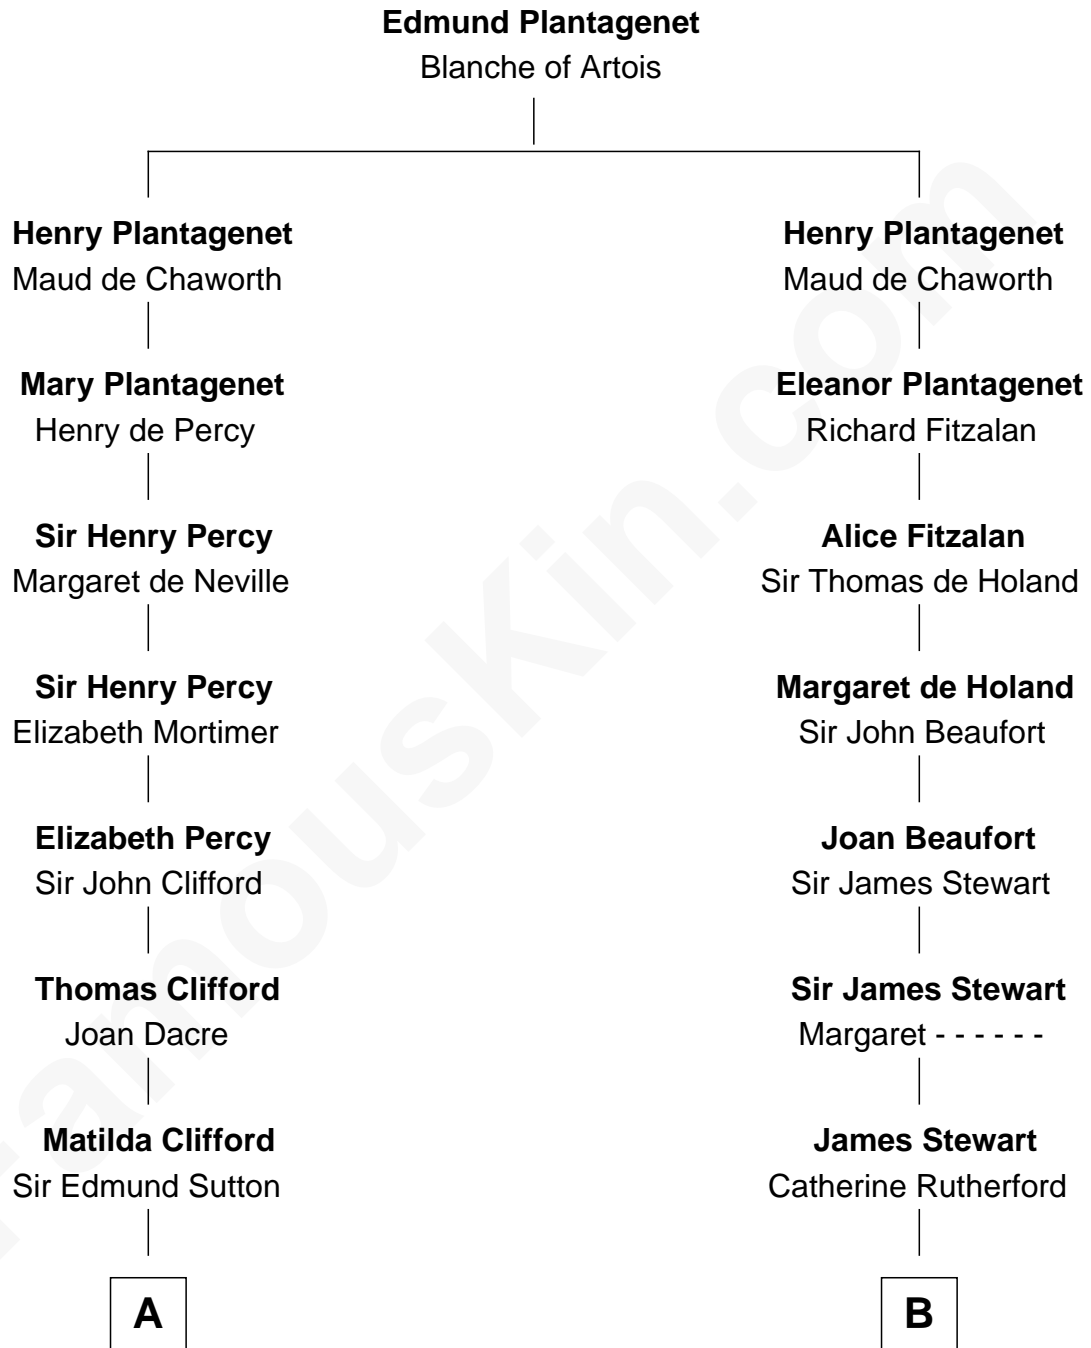 Edmund Plantagenet
Blanche of Artois
Henry Plantagenet
Maud de Chaworth
Henry Plantagenet
Maud de Chaworth
Mary Plantagenet
Henry de Percy
Eleanor Plantagenet
Richard Fitzalan
Sir Henry Percy
Margaret de Neville
Alice Fitzalan
Sir Thomas de Holand
Sir Henry Percy
Elizabeth Mortimer
Margaret de Holand
Sir John Beaufort
Elizabeth Percy
Sir John Clifford
Joan Beaufort
Sir James Stewart
Thomas Clifford
Joan Dacre
Sir James Stewart
Margaret - - - - - -
Matilda Clifford
Sir Edmund Sutton
James Stewart
Catherine Rutherford
A
B
FamousKin.com